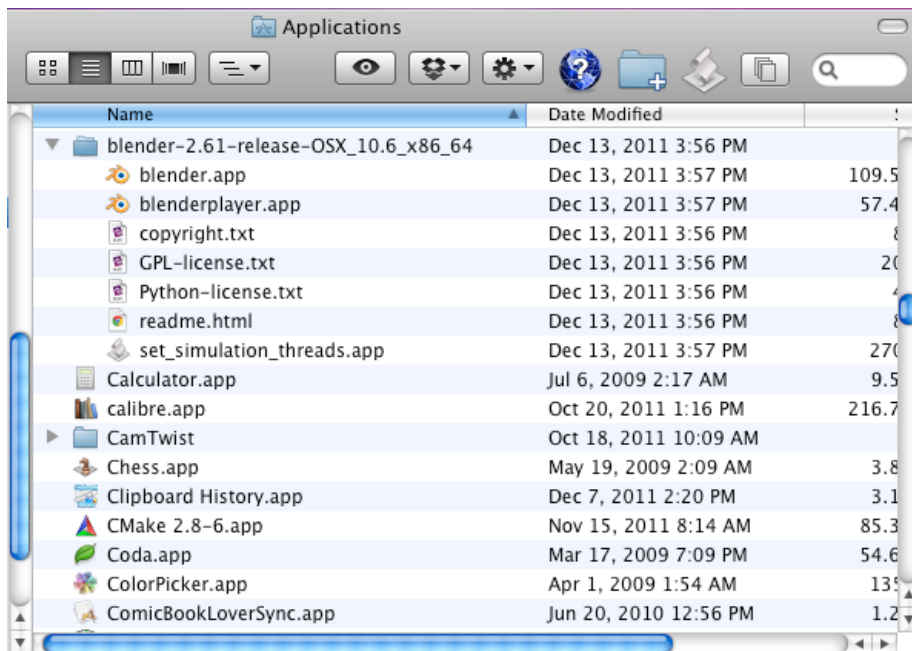 Applications
Name Date Modified
blender-2.61-release-OSX_10.6_x86_64 Dec 13, 2011 3:56 PM
blender.app Dec 13, 2011 3:57 PM 109.5
blenderplayer.app Dec 13, 2011 3:57 PM 57.4
copyright.txt Dec 13, 2011 3:56 PM
GPL-license.txt Dec 13, 2011 3:56 PM 20
Python-license.txt Dec 13, 2011 3:56 PM
readme.html Dec 13, 2011 3:56 PM
set_simulation_threads.app Dec 13, 2011 3:57 PM 270
Calculator.app Jul 6, 2009 2:17 AM 9.5
calibre.app Oct 20, 2011 1:16 PM 216.7
CamTwist Oct 18, 2011 10:09 AM
Chess.app May 19, 2009 2:09 AM 3.8
Clipboard History.app Dec 7, 2011 2:20 PM 3.1
CMake 2.8-6.app Nov 15, 2011 8:14 AM 85.3
Coda.app Mar 17, 2009 7:09 PM 54.6
ColorPicker.app Apr 1, 2009 1:54 AM 135
ComicBookLoverSync.app Jun 20, 2010 12:56 PM 1.2